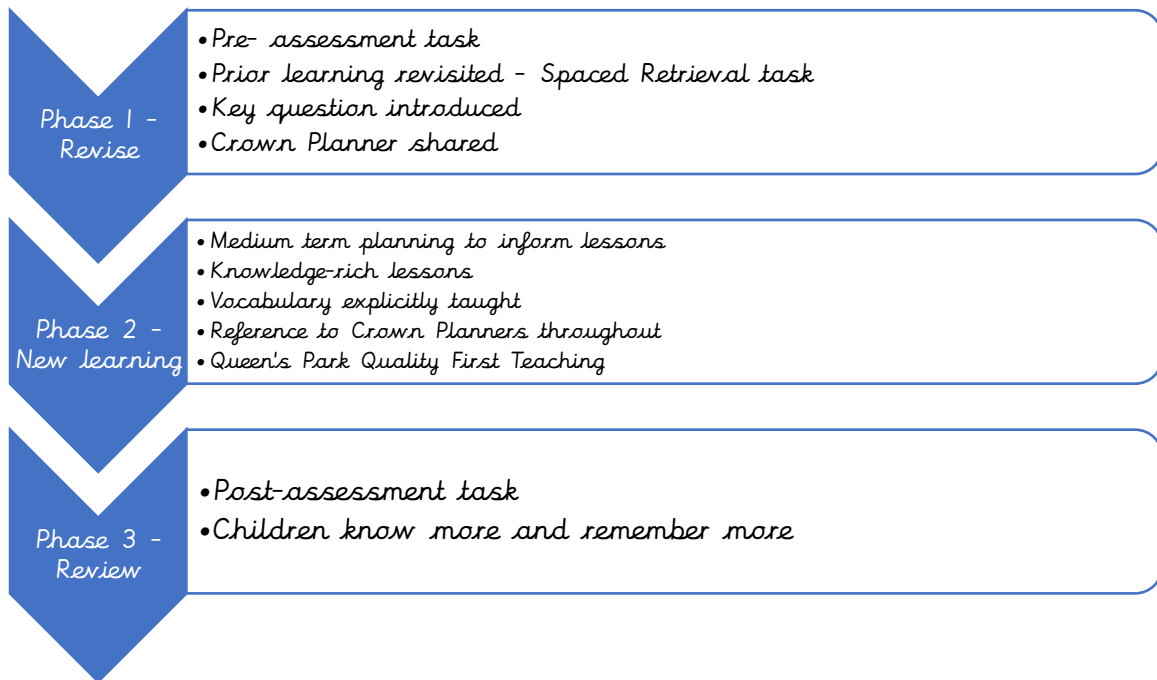 Phase 1 -
Revise
•Pre- assessment task
•Prior learning revisited - Spaced Retrieval task
•Key question introduced
•Crown Planner shared
Phase 2 -
New learning
•Medium term planning to inform lessons
•Knowledge-rich lessons
•Vocabulary explicitly taught
•Reference to Crown Planners throughout
•Queen's Park Quality First Teaching
Phase 3 -
Review
•Post-assessment task
•Children know more and remember more